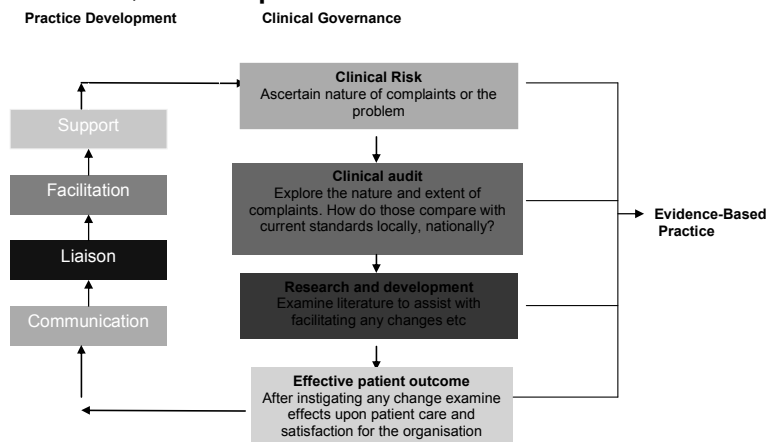 Practice Development
Clinical Governance
Clinical Risk
Ascertain nature of complaints or the
problem
Support
Clinical audit
Explore the nature and extent of
complaints. How do those compare with
current standards locally, nationally?
Facilitation
Evidence-Based
Practice
Liaison
Research and development
Examine literature to assist with
facilitating any changes etc
Communication
Effective patient outcome
After instigating any change examine
effects upon patient care and
satisfaction for the organisation